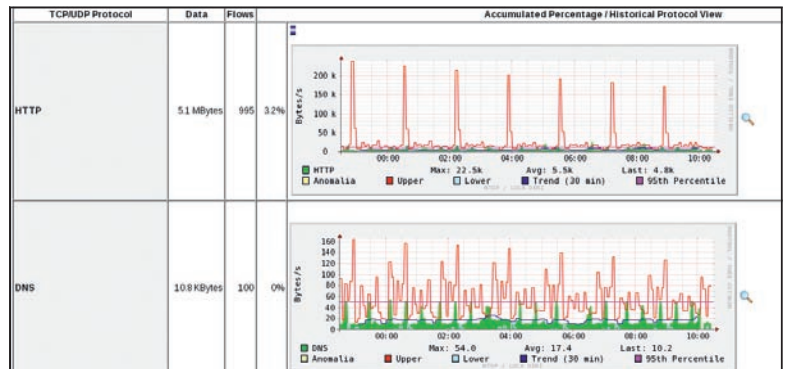 TCP/UDP Protocol Data Flows Accumulated Percentage / Historical Protocol View
HTTP 5.1 MBytes 995 3.2%
Bytes/s
200 k
150 k
100 k
50 k
0
00:00 02:00 04:00 06:00 08:00 10:00
HTTP Max: 22.5k Avg: 5.5k Last: 4.8k
Anomalia Upper Lower Trend (30 min) 95th Percentile
DNS 10.8 KBytes 100 0%
Bytes/s
160
140
120
100
80
60
40
20
0
00:00 02:00 04:00 06:00 08:00 10:00
DNS Max: 54.0 Avg: 17.4 Last: 10.2
Anomalia Upper Lower Trend (30 min) 95th Percentile